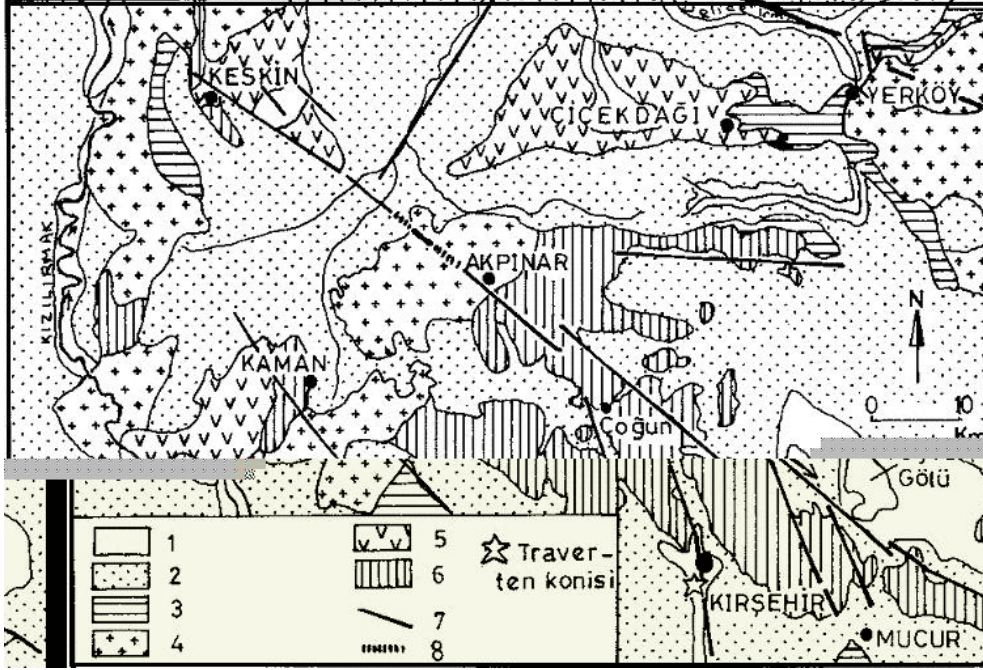 KESKİN
ÇİÇEKDAĞI
YERKÖY
KIZILIRMAK
AKPINAR
N
KAMAN
0 10
Km
Çoğun
Gölü
1
2
3
4
5
6
7
8
Traver-
ten konisi
KIRŞEHİR
MUCUR